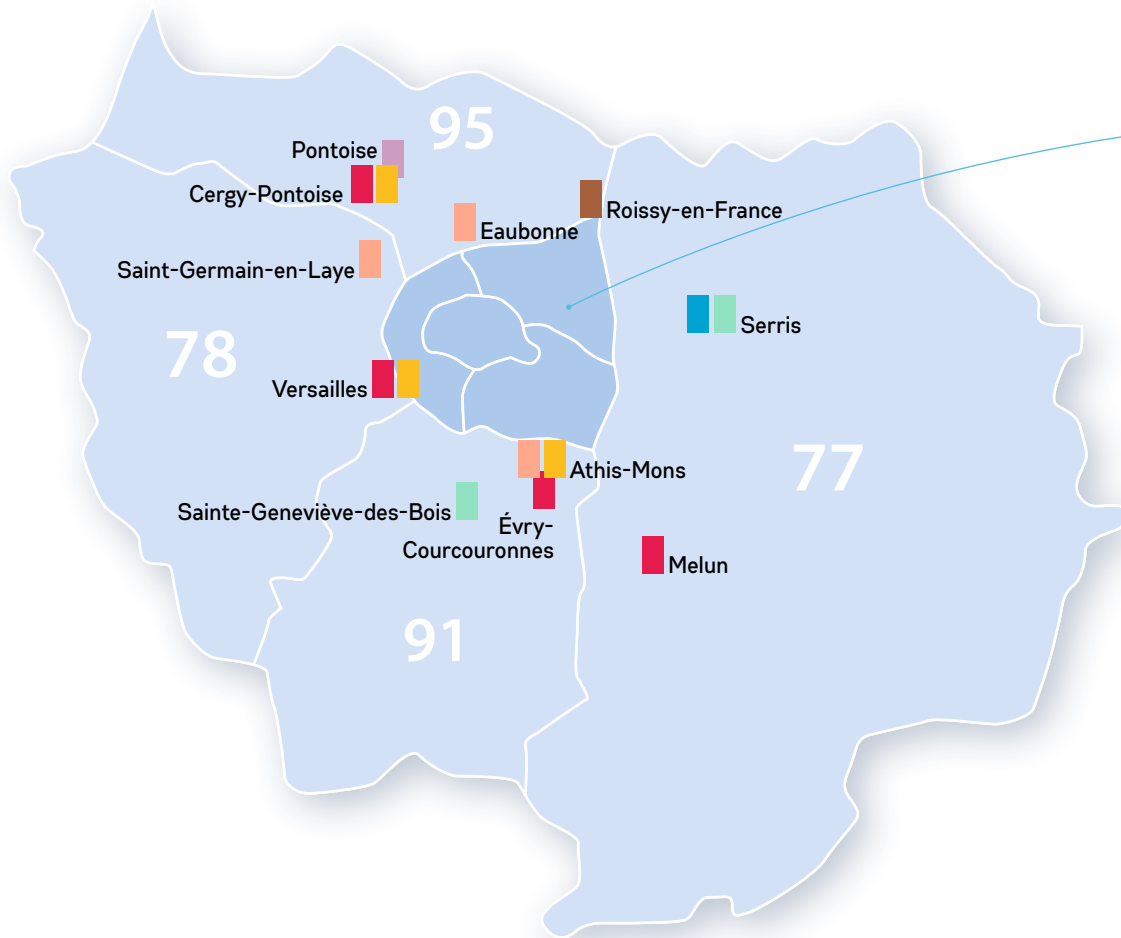 95
Pontoise
Cergy-Pontoise
Roissy-en-France
Eaubonne
Saint-Germain-en-Laye
Serris
78
Versailles
77
Athis-Mons
Sainte-Geneviève-des-Bois
Évry-
Courcouronnes
Melun
91